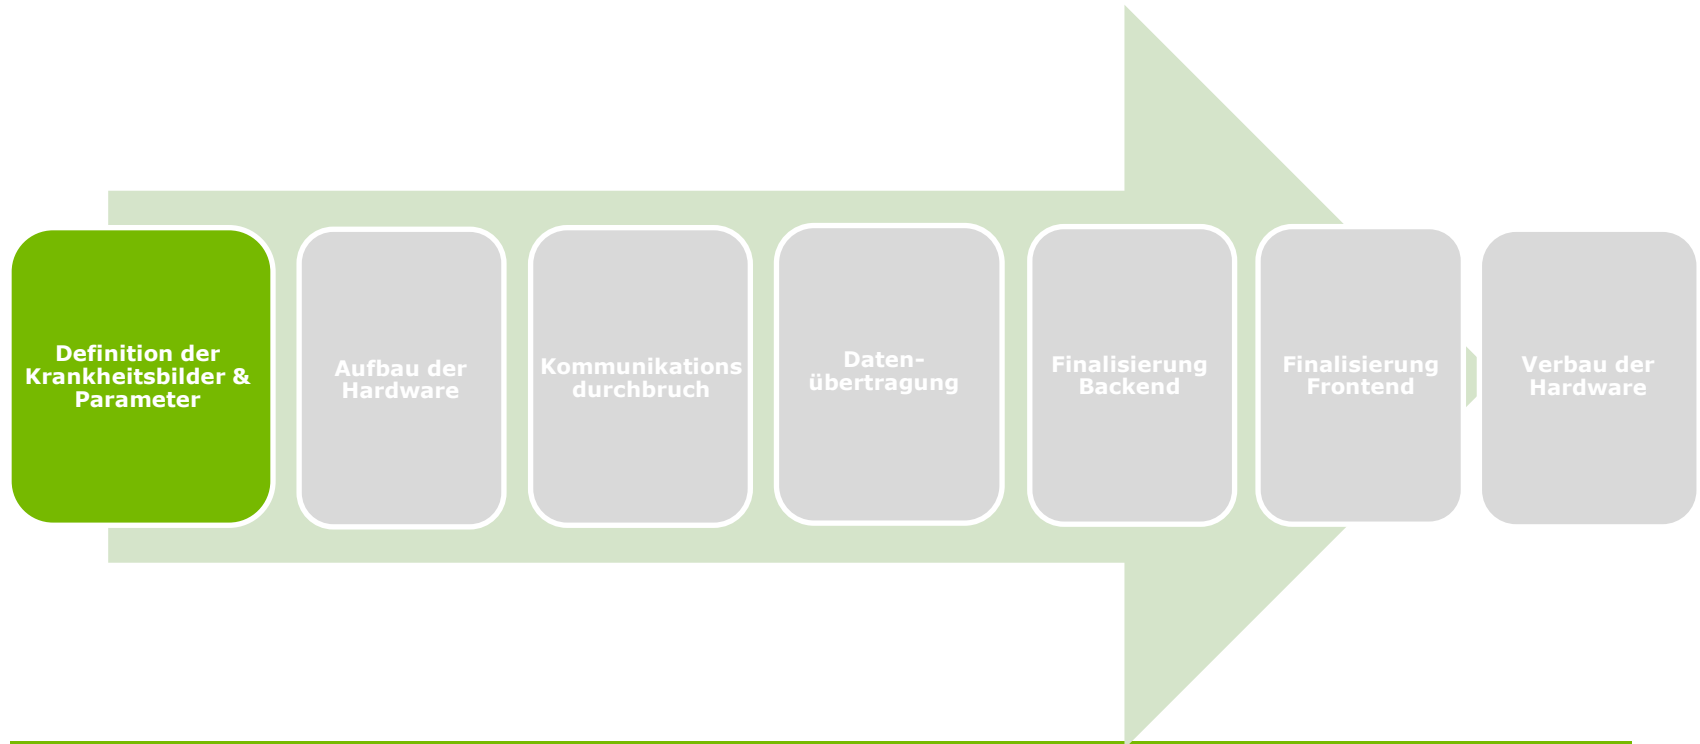 Definition der
Krankheitsbilder &
Parameter
Aufbau der
Hardware
Kommunikations
durchbruch
Daten-
übertragung
Finalisierung
Backend
Finalisierung
Frontend
Verbau der
Hardware